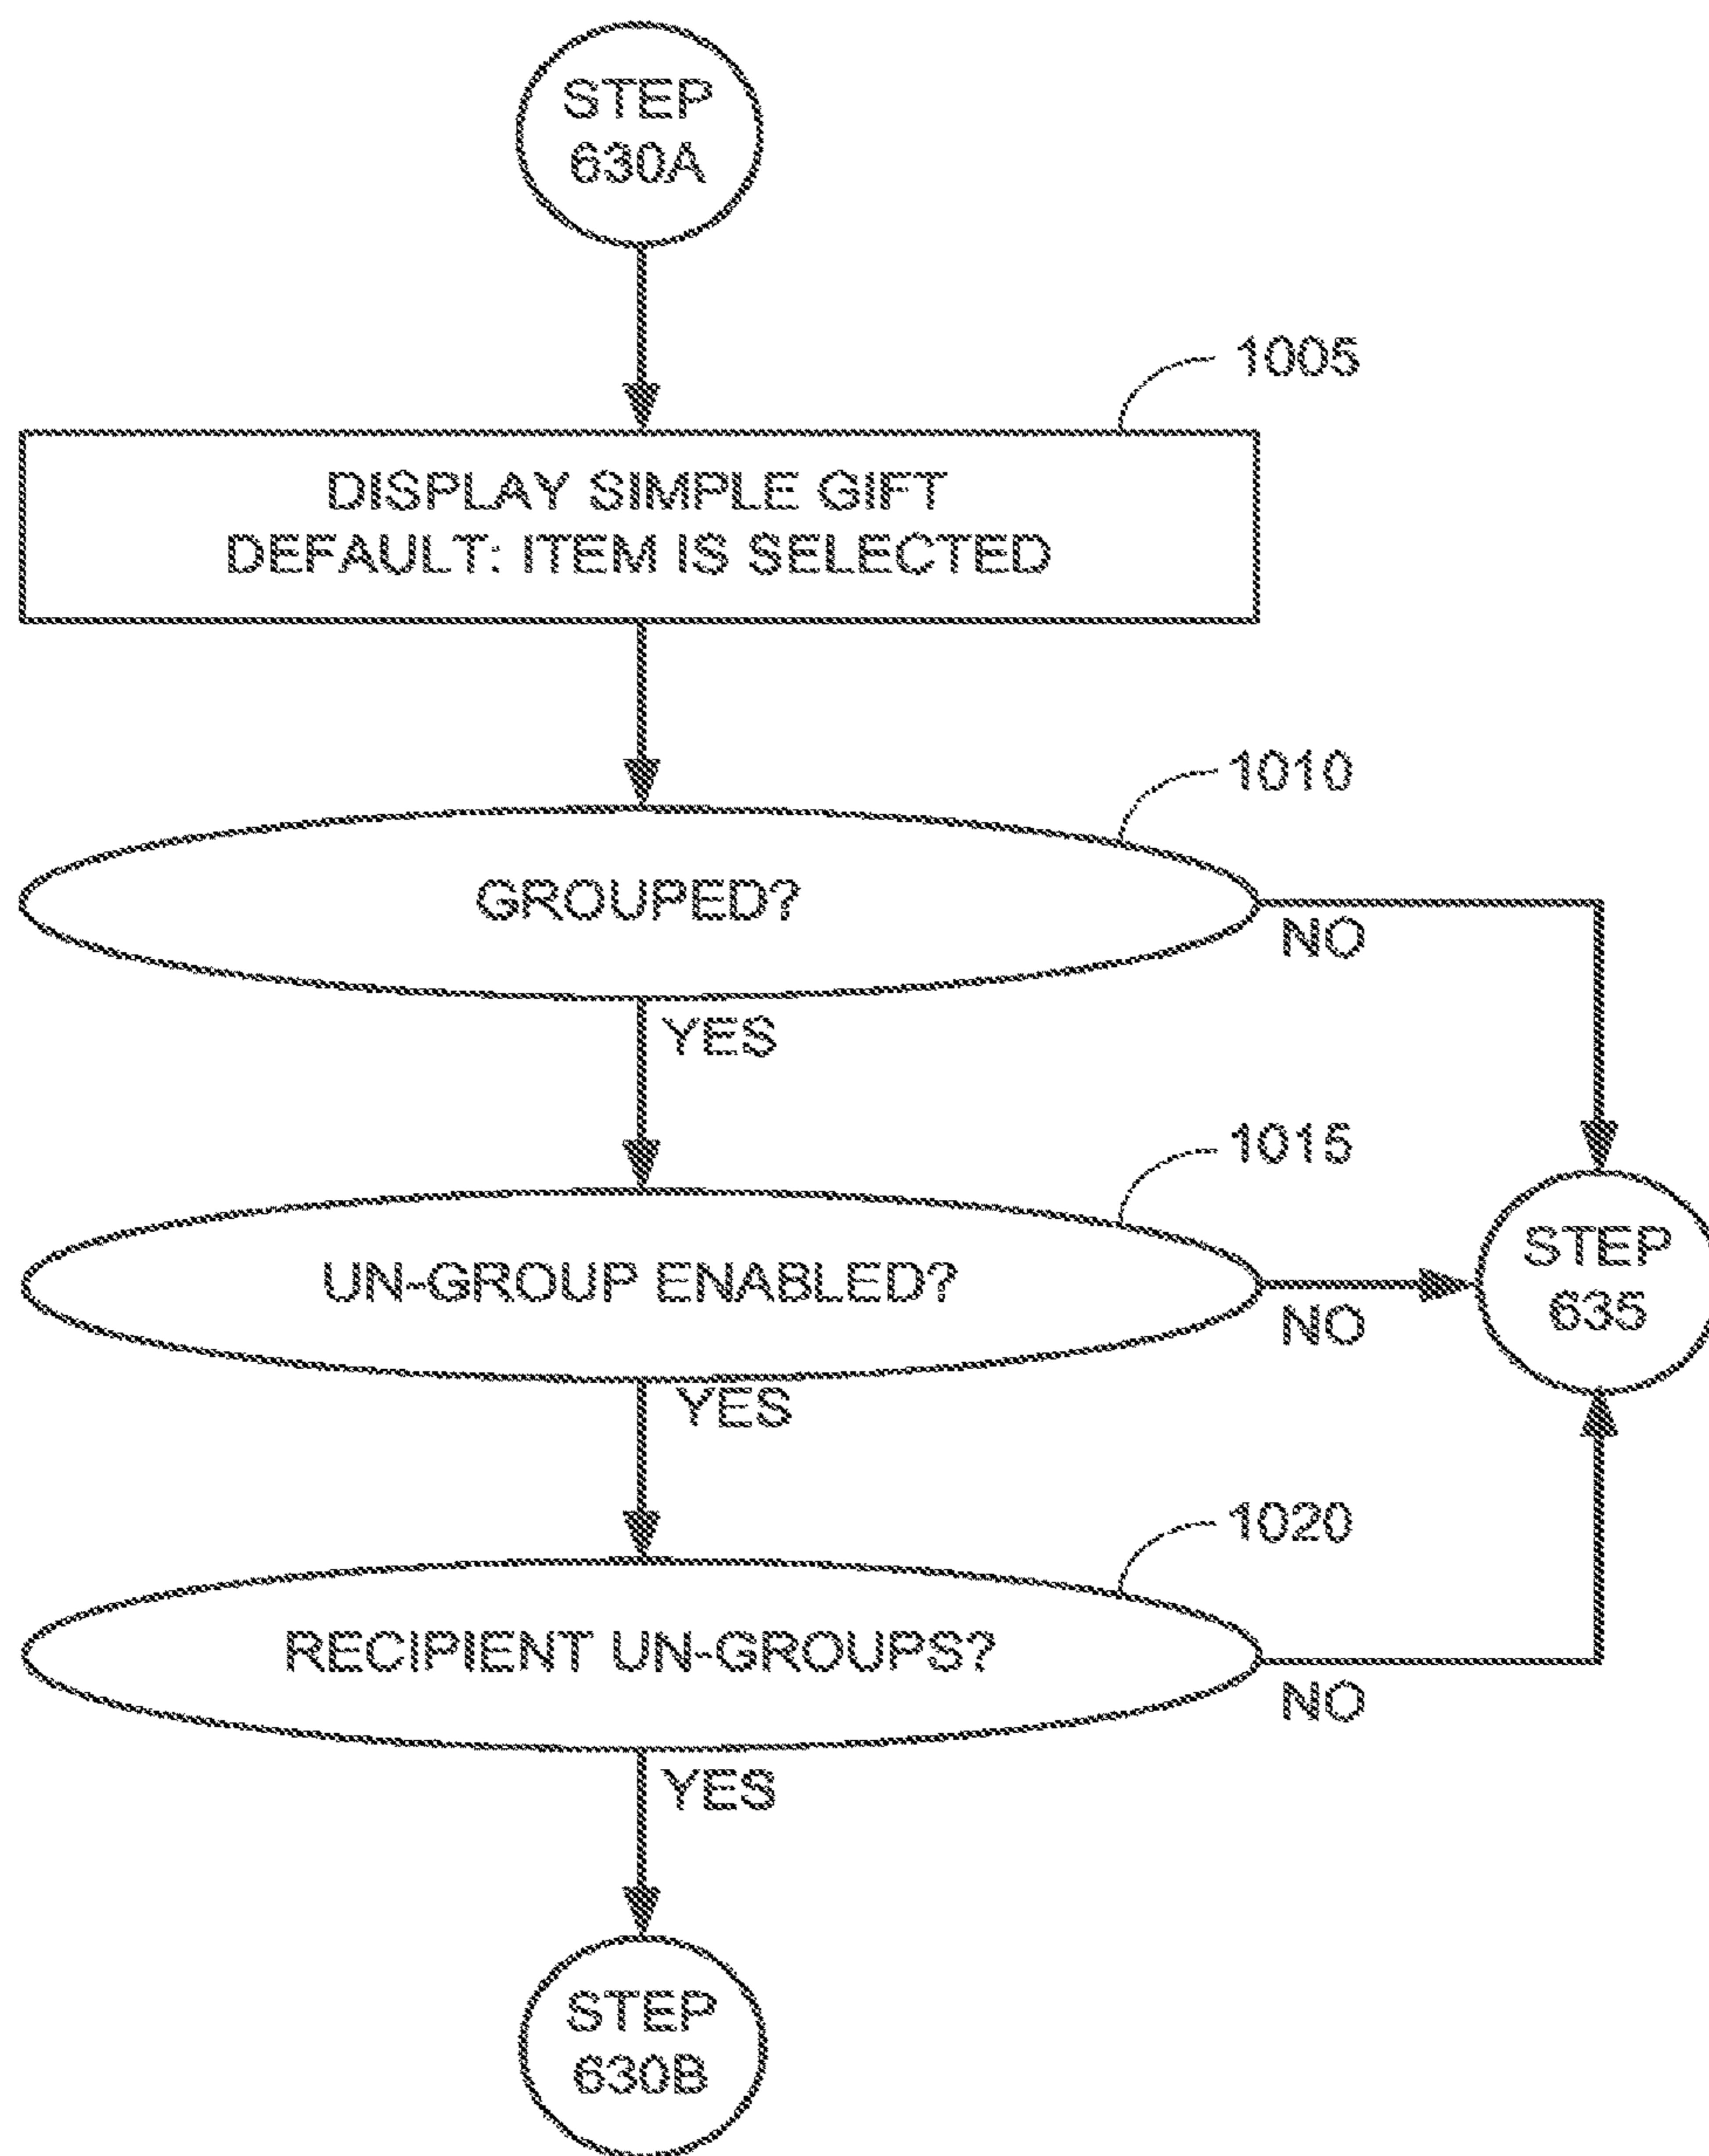 STEP
630A
1005
DISPLAY SIMPLE GIFT
DEFAULT: ITEM IS SELECTED
1010
GROUPED?
NO
YES
1015
UN-GROUP ENABLED?
NO
STEP
635
YES
1020
RECIPIENT UN-GROUPS?
NO
YES
STEP
630B